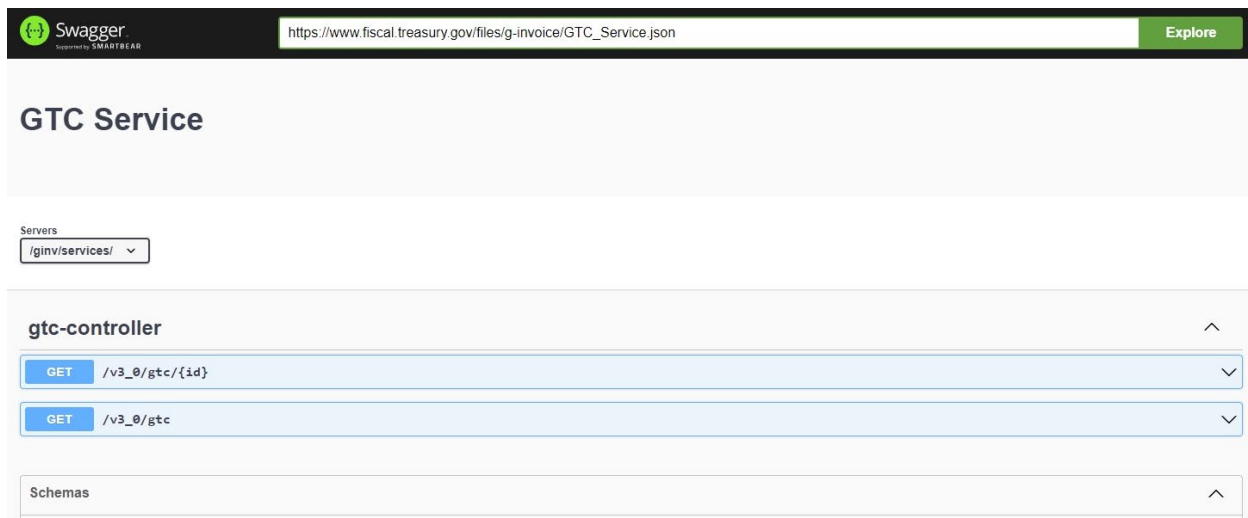 {...} Swagger.
Supported by SMARTBEAR
https://www.fiscal.treasury.gov/files/g-invoice/GTC_Service.json
Explore
GTC Service
Servers
/ginv/services/
gtc-controller
GET /v3_0/gtc/{id}
GET /v3_0/gtc
Schemas